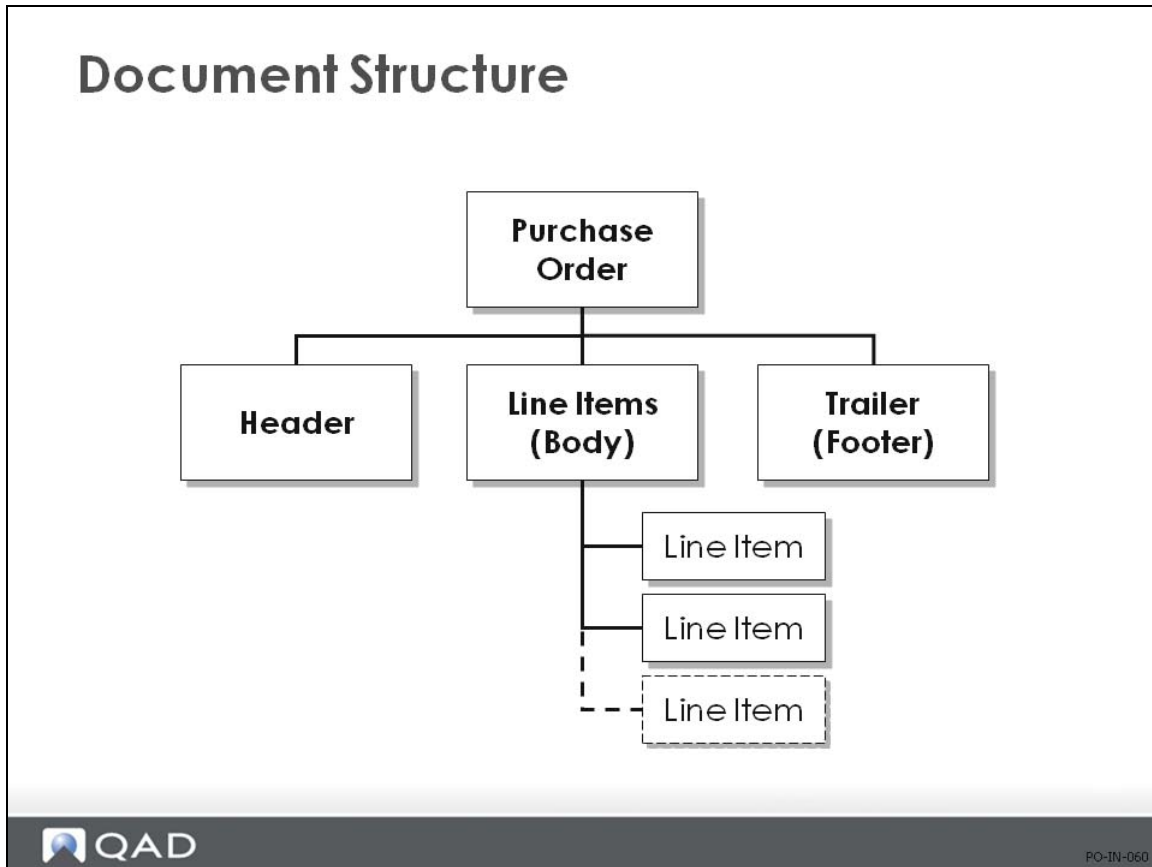 Document Structure
Purchase
Order
Header
Line Items
(Body)
Trailer
(Footer)
Line Item
Line Item
Line Item
QAD
PO-IN-060